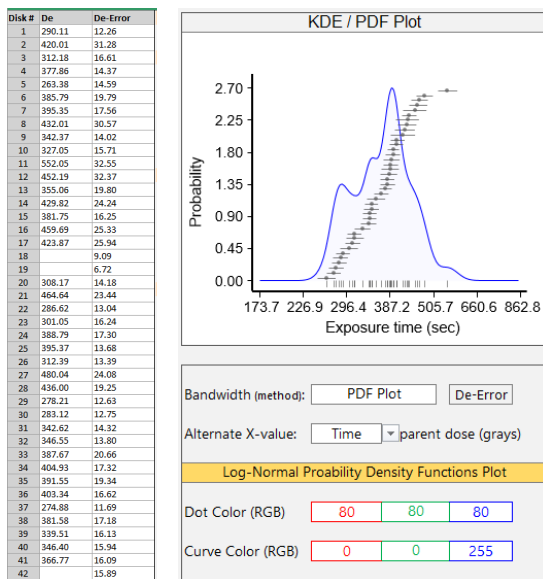 Disk # De De-Error
1 290.11 12.26
2 420.01 31.28
3 312.18 16.61
4 377.86 14.37
5 263.38 14.59
6 385.79 19.79
7 395.35 17.56
8 432.01 30.57
9 342.37 14.02
10 327.05 15.71
11 552.05 32.55
12 452.19 32.37
13 355.06 19.80
14 429.82 24.24
15 381.75 16.25
16 459.69 25.33
17 423.87 25.94
18 9.09
19 6.72
20 308.17 14.18
21 464.64 23.44
22 286.62 13.04
23 301.05 16.24
24 388.79 17.30
25 395.37 13.68
26 312.39 13.39
27 480.04 24.08
28 436.00 19.25
29 278.21 12.63
30 283.12 12.75
31 342.62 14.32
32 346.55 13.80
33 387.67 20.66
34 404.93 17.32
35 391.55 19.34
36 403.34 16.62
37 274.88 11.69
38 381.58 17.18
39 339.51 16.13
40 346.40 15.94
41 366.77 16.09
42 15.89
KDE / PDF Plot
Probability
2.70
2.25
1.80
1.35
0.90
0.45
0.00
173.7 226.9 296.4 387.2 505.7 660.6 862.8
Exposure time (sec)
Bandwidth (method): PDF Plot De-Error
Alternate X-value: Time parent dose (grays)
Log-Normal Proability Density Functions Plot
Dot Color (RGB) 80 80 80
Curve Color (RGB) 0 0 255